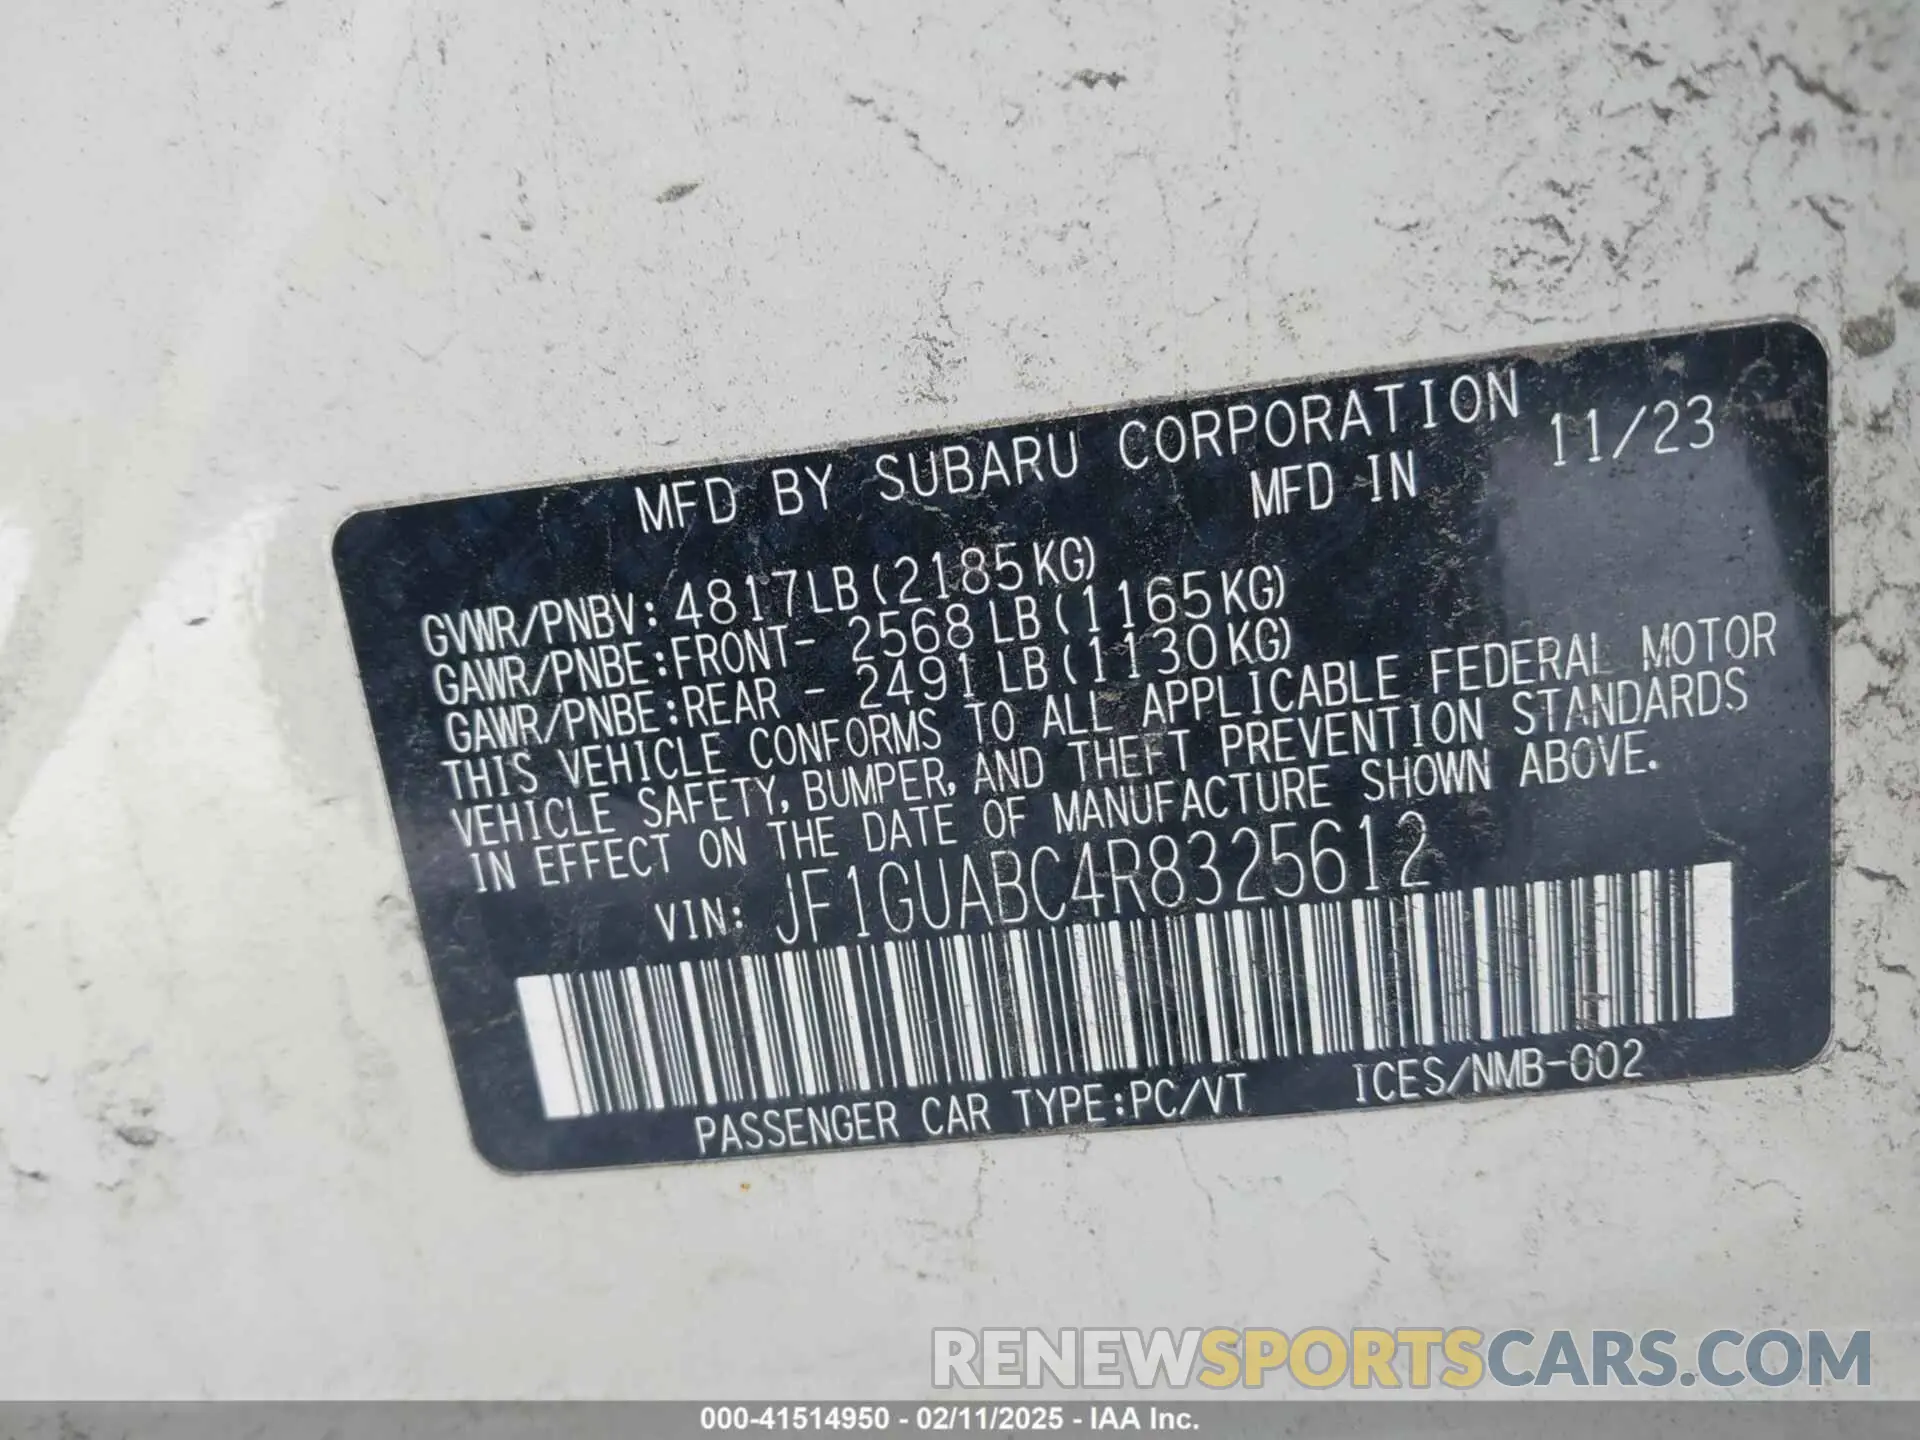 MFD BY SUBARU CORPORATION
MFD IN 11/23
GVWR/PNBV: 4817LB(2185KG)
GAWR/PNBE:FRONT- 2568LB(1165KG)
GAWR/PNBE:REAR - 2491LB(1130KG)
THIS VEHICLE CONFORMS TO ALL APPLICABLE FEDERAL MOTOR
VEHICLE SAFETY, BUMPER, AND THEFT PREVENTION STANDARDS
IN EFFECT ON THE DATE OF MANUFACTURE SHOWN ABOVE.
VIN: JF1GUABC4R8325612
PASSENGER CAR TYPE:PC/VT ICES/NMB-002
RENEWSPORTSCARS.COM
000-41514950 - 02/11/2025 - IAA Inc.